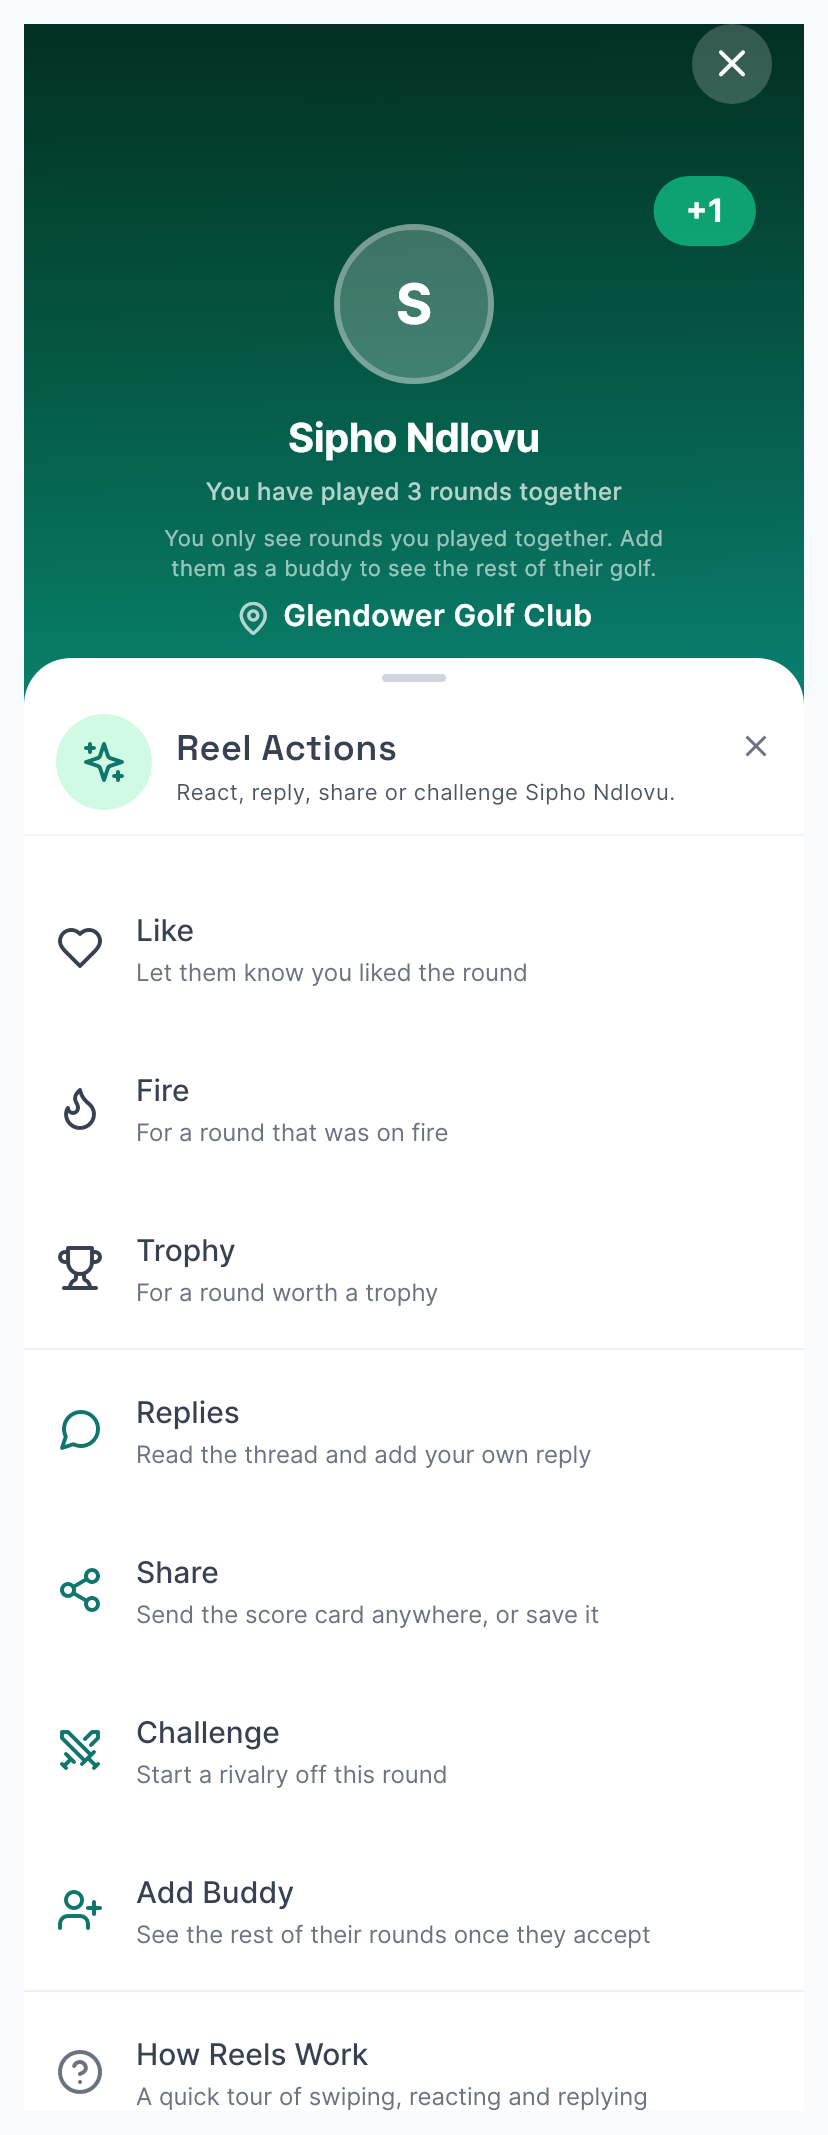 +1
S
Sipho Ndlovu
You have played 3 rounds together
You only see rounds you played together. Add
them as a buddy to see the rest of their golf.
Glendower Golf Club
Reel Actions
React, reply, share or challenge Sipho Ndlovu.
Like
Let them know you liked the round
Fire
For a round that was on fire
Trophy
For a round worth a trophy
Replies
Read the thread and add your own reply
Share
Send the score card anywhere, or save it
Challenge
Start a rivalry off this round
Add Buddy
See the rest of their rounds once they accept
How Reels Work
A quick tour of swiping, reacting and replying